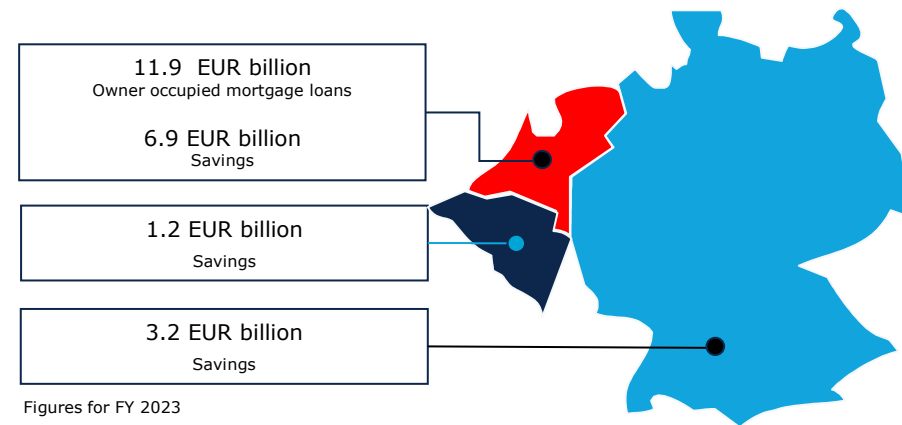 11.9 EUR billion
Owner occupied mortgage loans
6.9 EUR billion
Savings
1.2 EUR billion
Savings
3.2 EUR billion
Savings
Figures for FY 2023